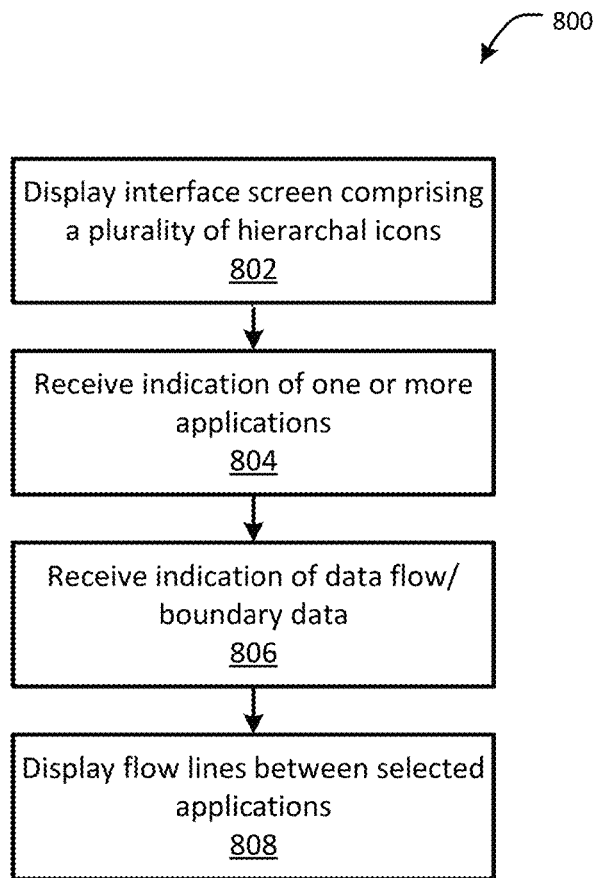 800
Display interface screen comprising
a plurality of hierarchal icons
802
Receive indication of one or more
applications
804
Receive indication of data flow/
boundary data
806
Display flow lines between selected
applications
808